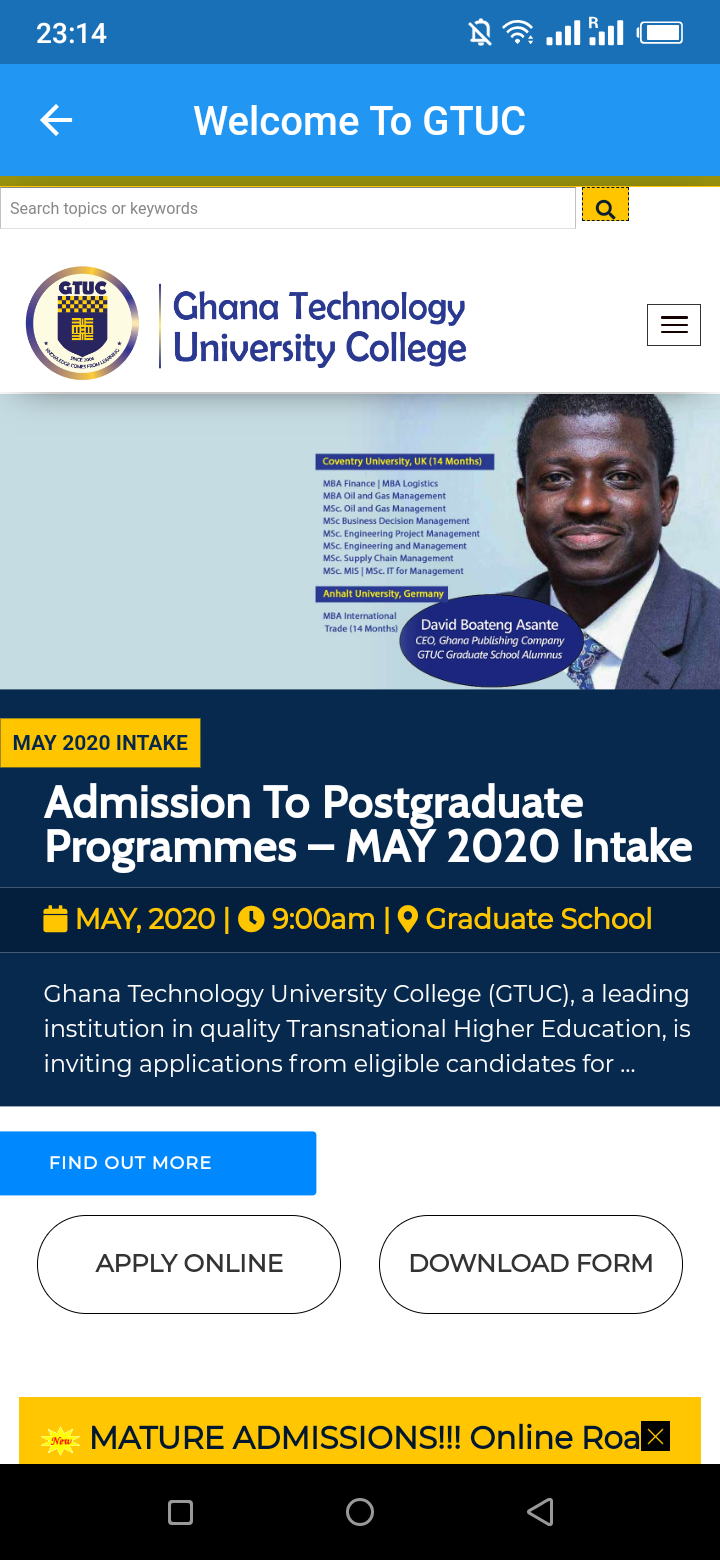 23:14
R
Welcome To GTUC
Search topics or keywords
GTUC
SINCE 2006
KNOWLEDGE COMES FROM LEARNING
Ghana Technology
University College
Coventry University, UK (14 Months)
MBA Finance | MBA Logistics
MBA Oil and Gas Management
MSc. Oil and Gas Management
MSc Business Decision Management
MSc. Engineering Project Management
MSc. Engineering and Management
MSc. Supply Chain Management
MSc. MIS | MSc. IT for Management
Anhalt University, Germany
MBA International
Trade (14 Months)
David Boateng Asante
CEO, Ghana Publishing Company
GTUC Graduate School Alumnus
MAY 2020 INTAKE
Admission To Postgraduate
Programmes – MAY 2020 Intake
MAY, 2020 | 9:00am | Graduate School
Ghana Technology University College (GTUC), a leading
institution in quality Transnational Higher Education, is
inviting applications from eligible candidates for ...
FIND OUT MORE
APPLY ONLINE
DOWNLOAD FORM
New MATURE ADMISSIONS!!! Online Roa